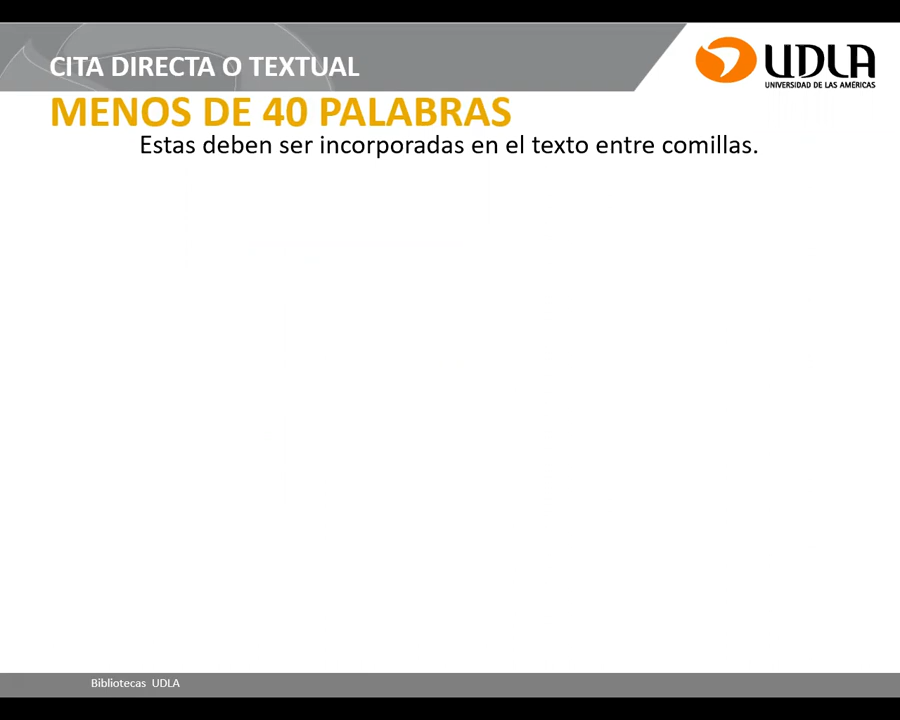 CITA DIRECTA O TEXTUAL
UDLA
UNIVERSIDAD DE LAS AMÉRICAS
MENOS DE 40 PALABRAS
Estas deben ser incorporadas en el texto entre comillas.
Bibliotecas UDLA